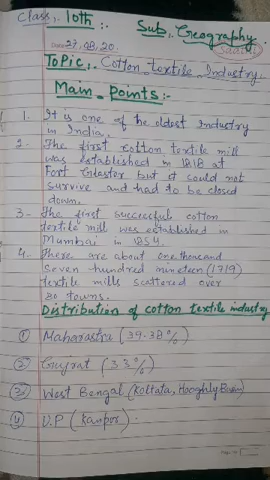 Class:- 10th
Sub:- Geography
Date 27,08,20.
Topic:- Cotton textile Industry.
Main Points:-
1. It is one of the oldest Industry
in India.
2. The first cotton textile mill
was established in 1818 at
Fort Gloster but it could not
survive and had to be closed
down.
3. The first successful cotton
textile mill was established in
Mumbai in 1854.
4. There are about one thousand
seven hundred nineteen (1719)
textile mills scattered over
80 towns.
Distribution of cotton textile industry
① Maharastra (39.38%)
② Gujrat (33%)
③ West Bengal (Kolkata, Hooghly
④ U.P (Kanpor).